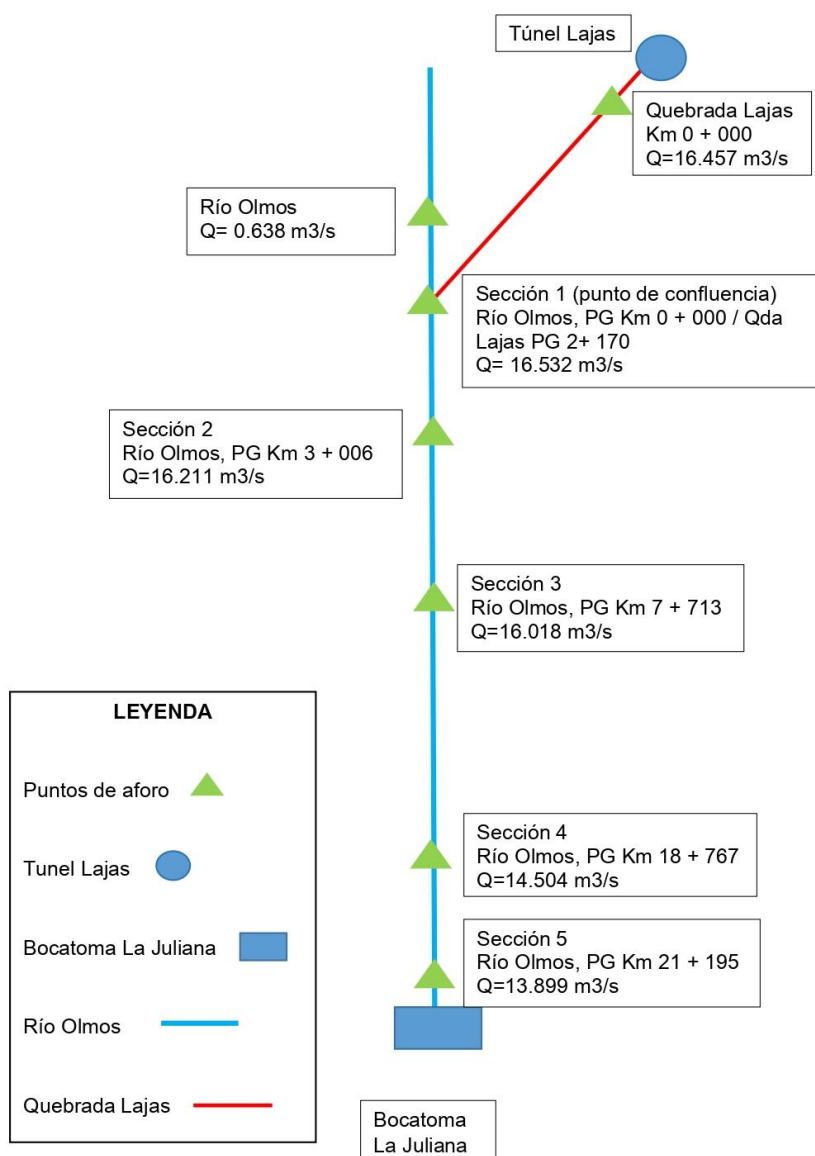 Túnel Lajas
Quebrada Lajas
Km 0 + 000
Q=16.457 m3/s
Río Olmos
Q= 0.638 m3/s
Sección 1 (punto de confluencia)
Río Olmos, PG Km 0 + 000 / Qda
Lajas PG 2+ 170
Q= 16.532 m3/s
Sección 2
Río Olmos, PG Km 3 + 006
Q=16.211 m3/s
Sección 3
Río Olmos, PG Km 7 + 713
Q=16.018 m3/s
Sección 4
Río Olmos, PG Km 18 + 767
Q=14.504 m3/s
Sección 5
Río Olmos, PG Km 21 + 195
Q=13.899 m3/s
Bocatoma
La Juliana
LEYENDA
Puntos de aforo
Tunel Lajas
Bocatoma La Juliana
Río Olmos
Quebrada Lajas